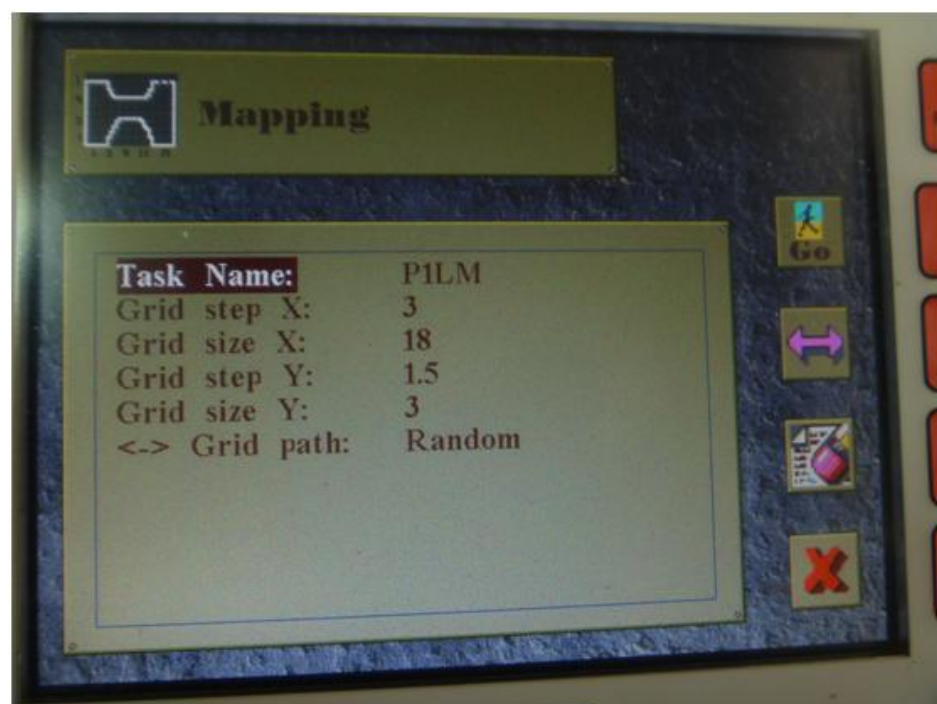 Mapping
Task Name: P1LM
Grid step X: 3
Grid size X: 18
Grid step Y: 1.5
Grid size Y: 3
<-> Grid path: Random
Go